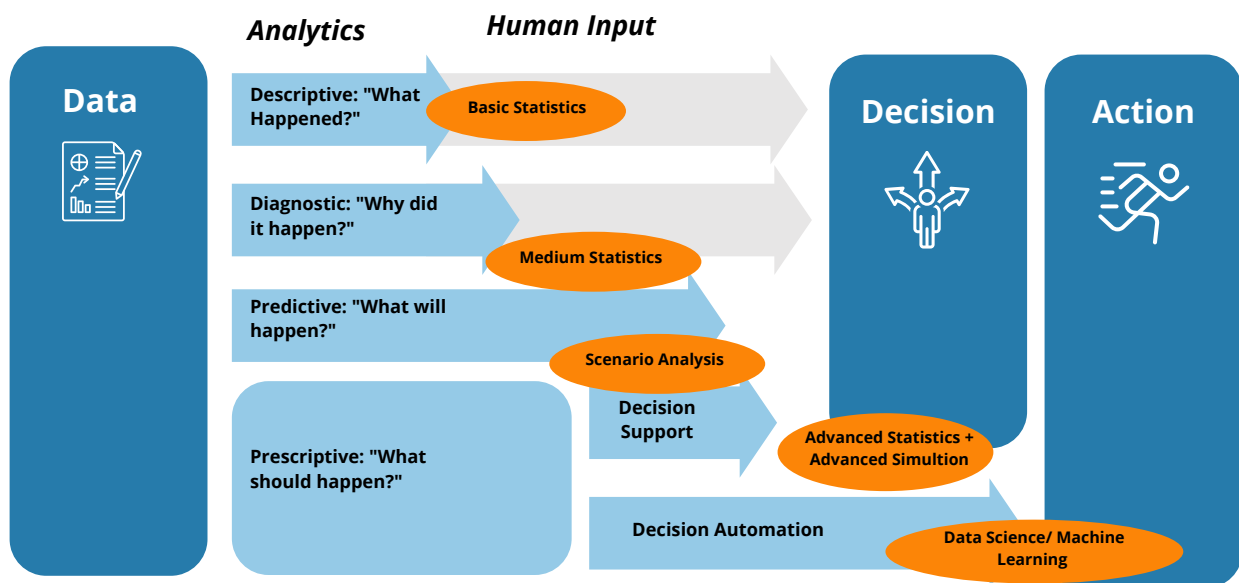 Analytics
Human Input
Data
Descriptive: "What
Happened?"
Basic Statistics
Decision
Action
Diagnostic: "Why did
it happen?"
Medium Statistics
Predictive: "What will
happen?"
Scenario Analysis
Prescriptive: "What
should happen?"
Decision
Support
Advanced Statistics +
Advanced Simultion
Decision Automation
Data Science/ Machine
Learning